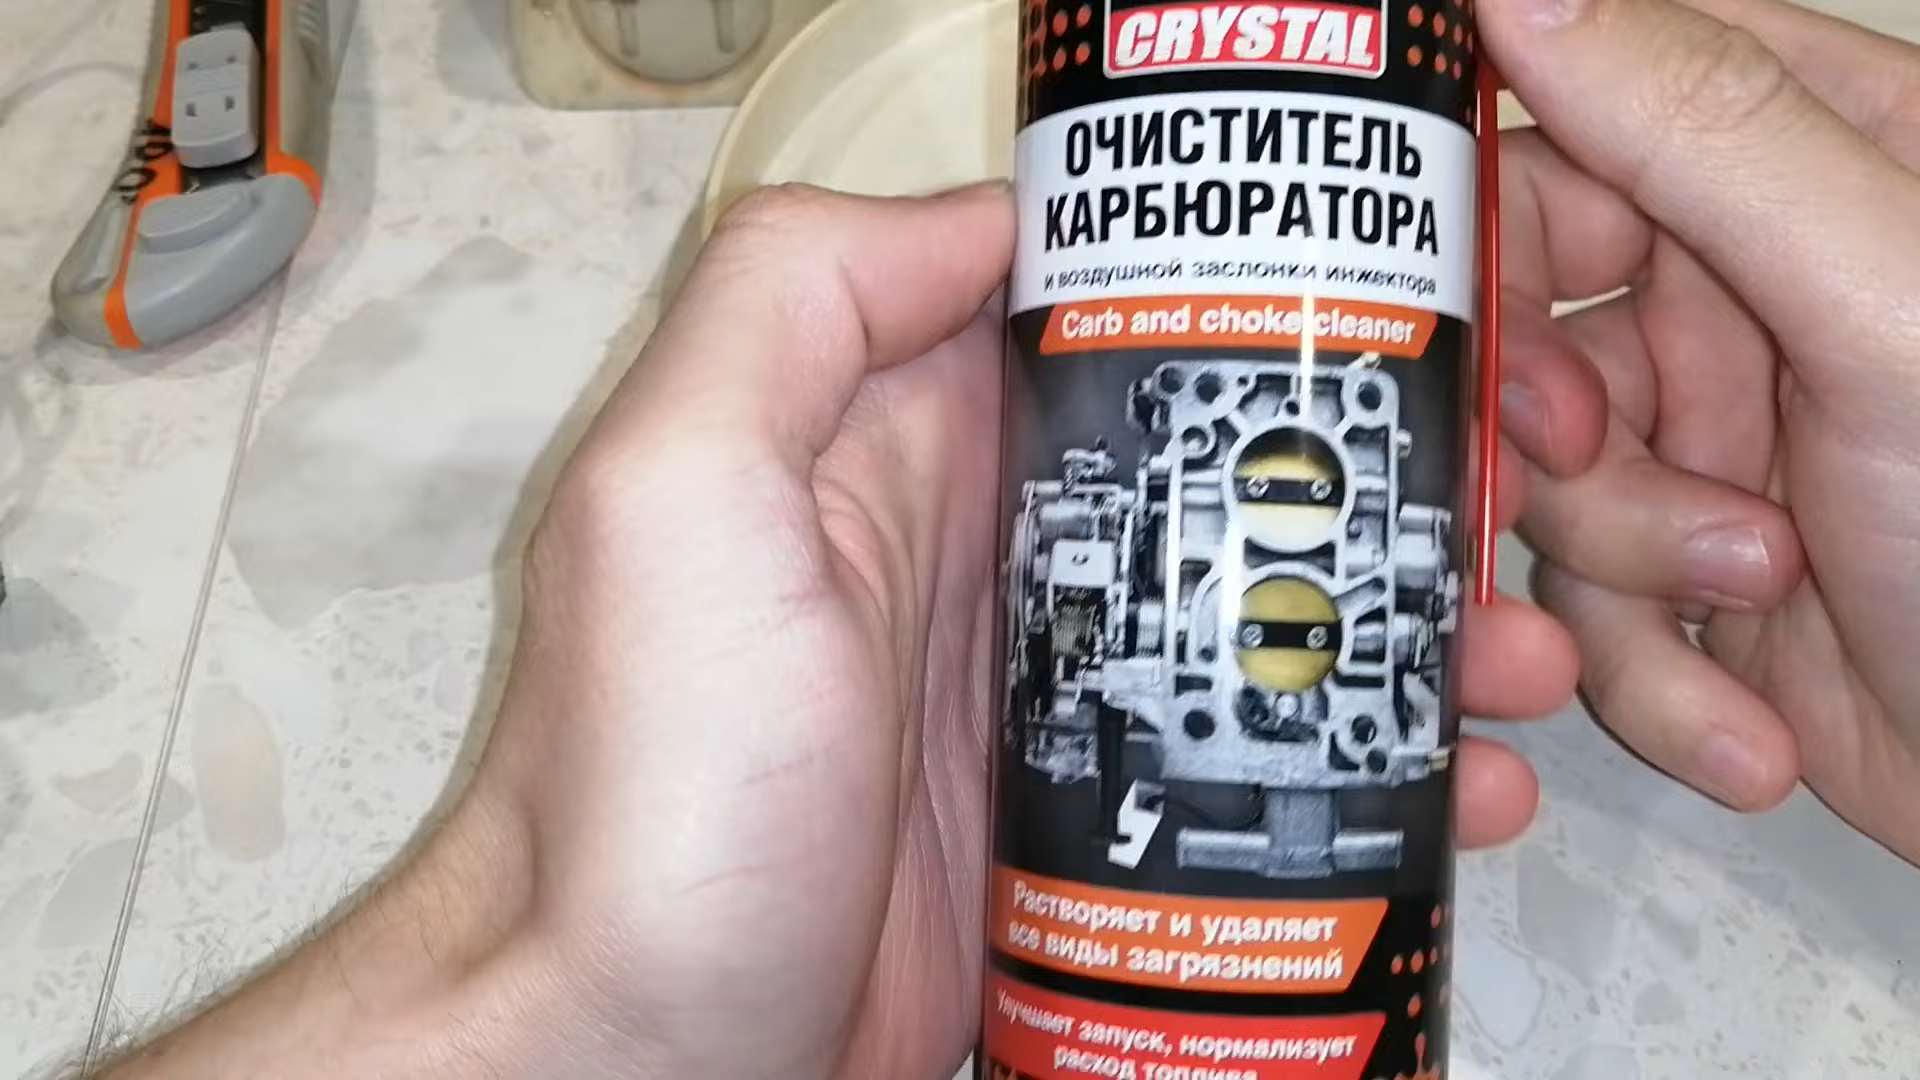 CRYSTAL
ОЧИСТИТЕЛЬ
КАРБЮРАТОРА
и воздушной заслонки инжектора
Carb and choke cleaner
Растворяет и удаляет
все виды загрязнений
Улучшает запуск, нормализует
расход топлива